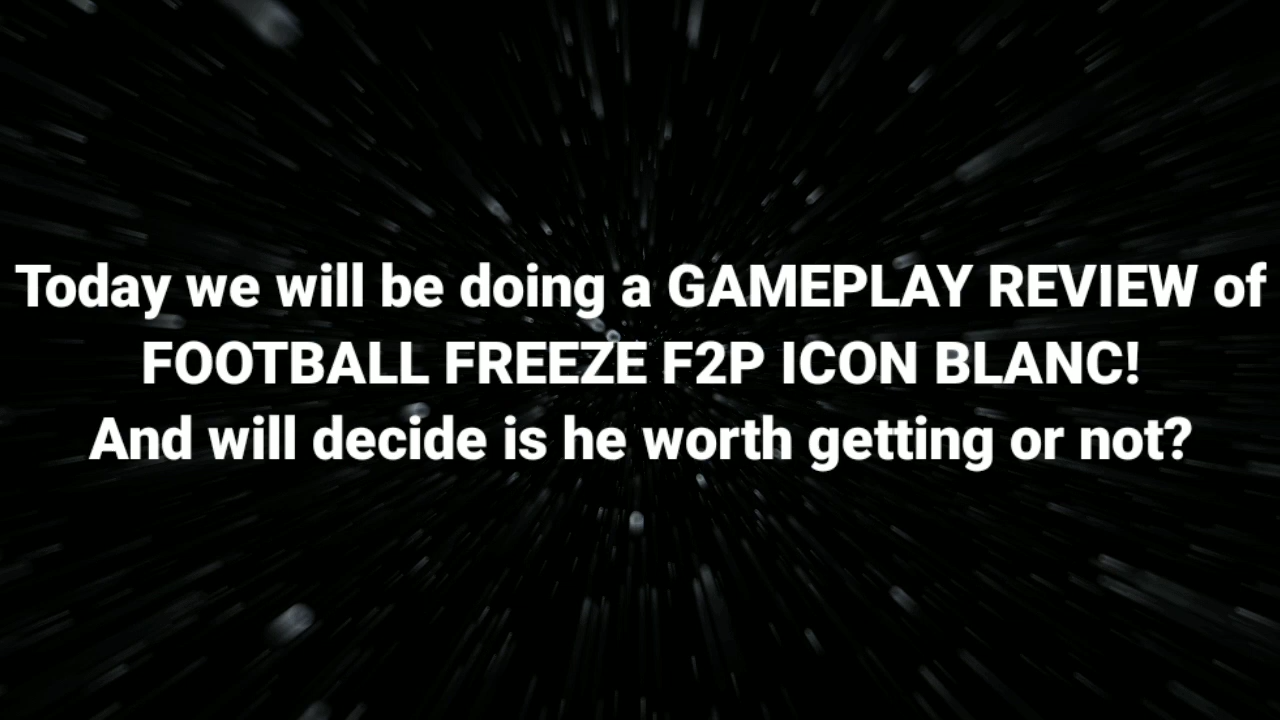 Today we will be doing a GAMEPLAY REVIEW of
FOOTBALL FREEZE F2P ICON BLANC!
And will decide is he worth getting or not?